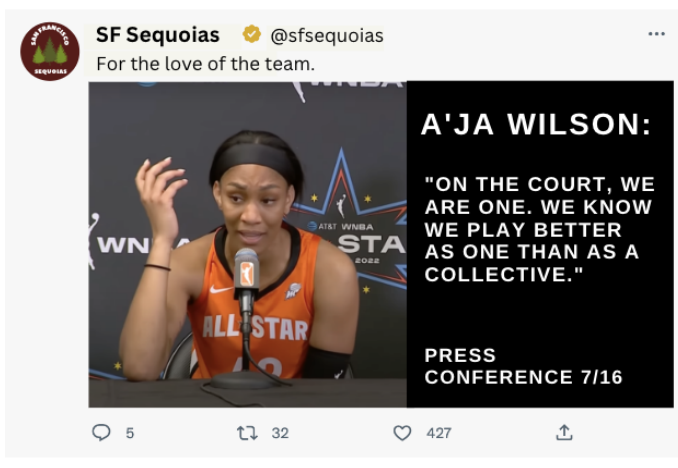 SAN FRANCISCO
SEQUOIAS
SF Sequoias @sfsequoias
For the love of the team.
WNBA
AT&T WNBA
WN
STA
2022
ALL STAR
A'JA WILSON:
"ON THE COURT, WE
ARE ONE. WE KNOW
WE PLAY BETTER
AS ONE THAN AS A
COLLECTIVE."
PRESS
CONFERENCE 7/16
5 32 427